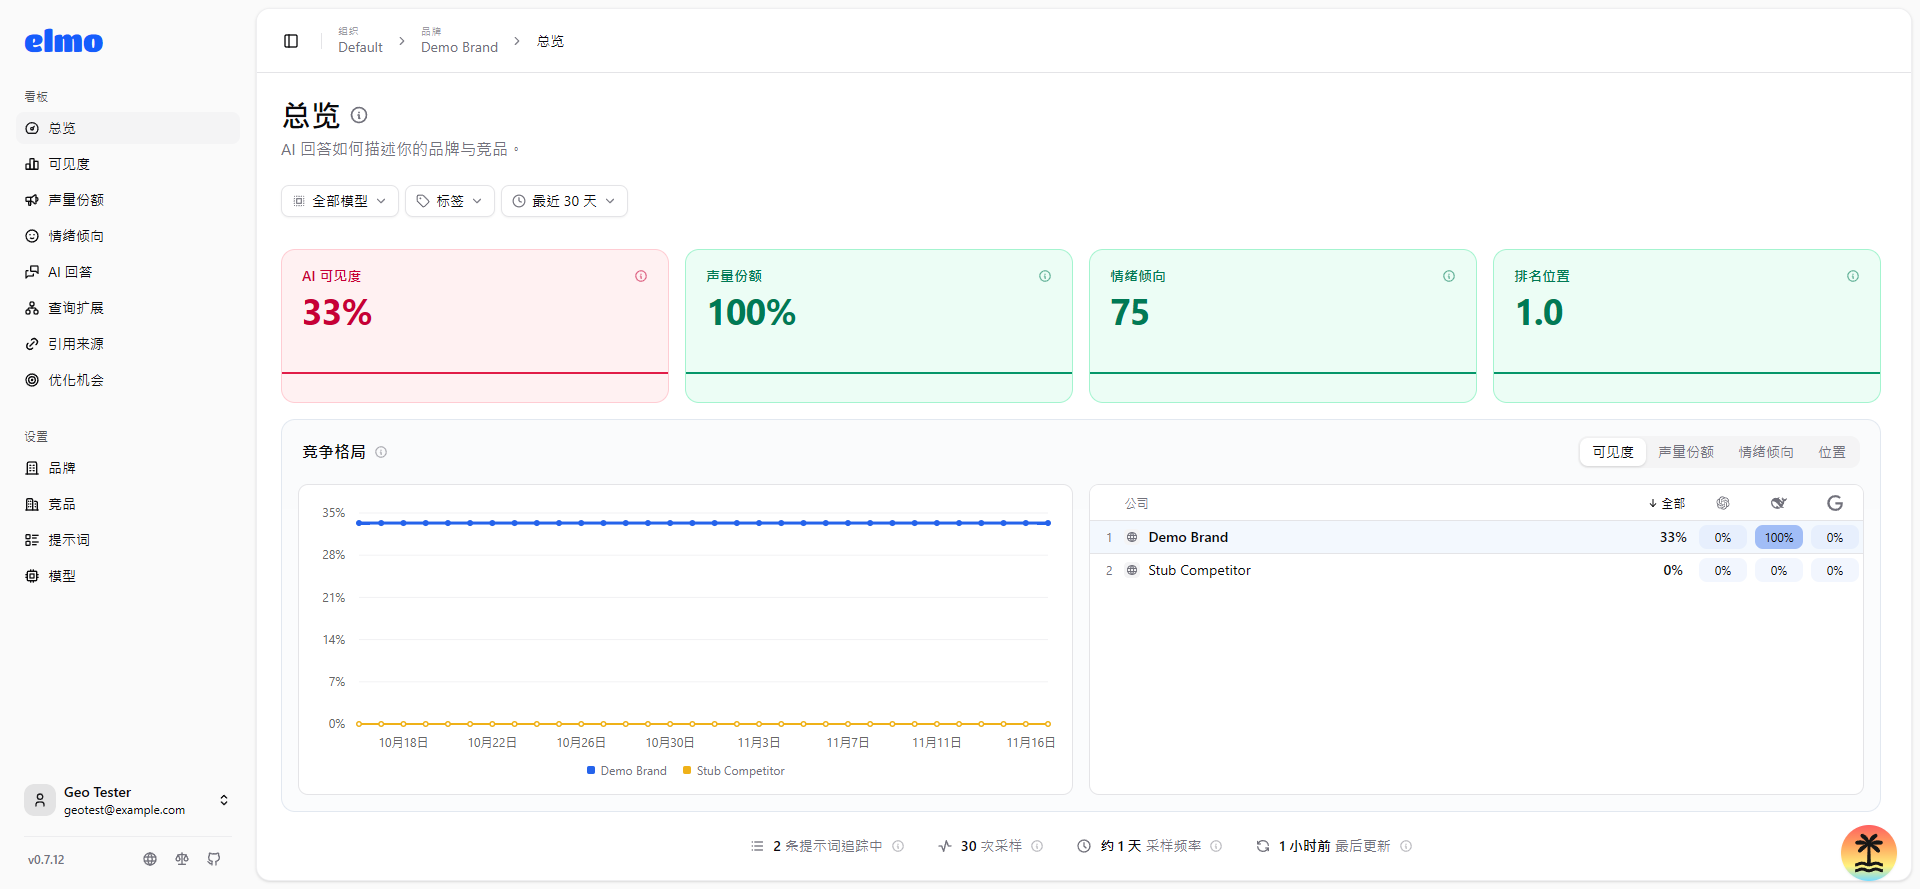 elmo
看板
总览
可见度
声量份额
情绪倾向
AI 回答
查询扩展
引用来源
优化机会
设置
品牌
竞品
提示词
模型
Geo Tester
geotest@example.com
v0.7.12
组织
Default
品牌
Demo Brand
总览
总览
AI 回答如何描述你的品牌与竞品。
全部模型
标签
最近 30 天
AI 可见度
33%
声量份额
100%
情绪倾向
75
排名位置
1.0
竞争格局
可见度 声量份额 情绪倾向 位置
35%
28%
21%
14%
7%
0%
10月18日 10月22日 10月26日 10月30日 11月3日 11月7日 11月11日 11月16日
Demo Brand Stub Competitor
公司 ↓ 全部
1 Demo Brand 33% 0% 100% 0%
2 Stub Competitor 0% 0% 0% 0%
2 条提示词追踪中 30 次采样 约 1 天 采样频率 1 小时前 最后更新